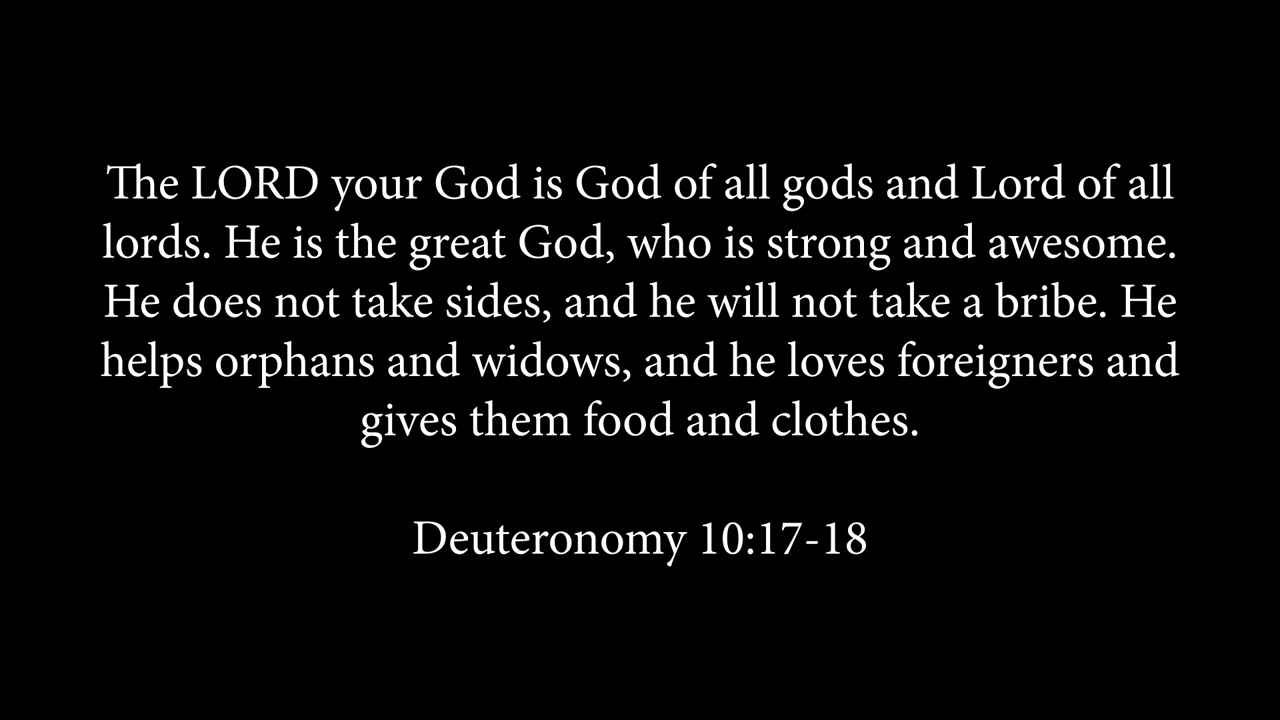 The LORD your God is God of all gods and Lord of all
lords. He is the great God, who is strong and awesome.
He does not take sides, and he will not take a bribe. He
helps orphans and widows, and he loves foreigners and
gives them food and clothes.
Deuteronomy 10:17-18